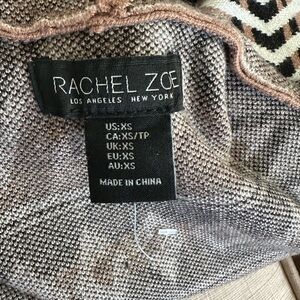 RACHEL ZOE
LOS ANGELES NEW YORK
US:XS
CA:XS/TP
UK:XS
EU:XS
AU:XS
MADE IN CHINA